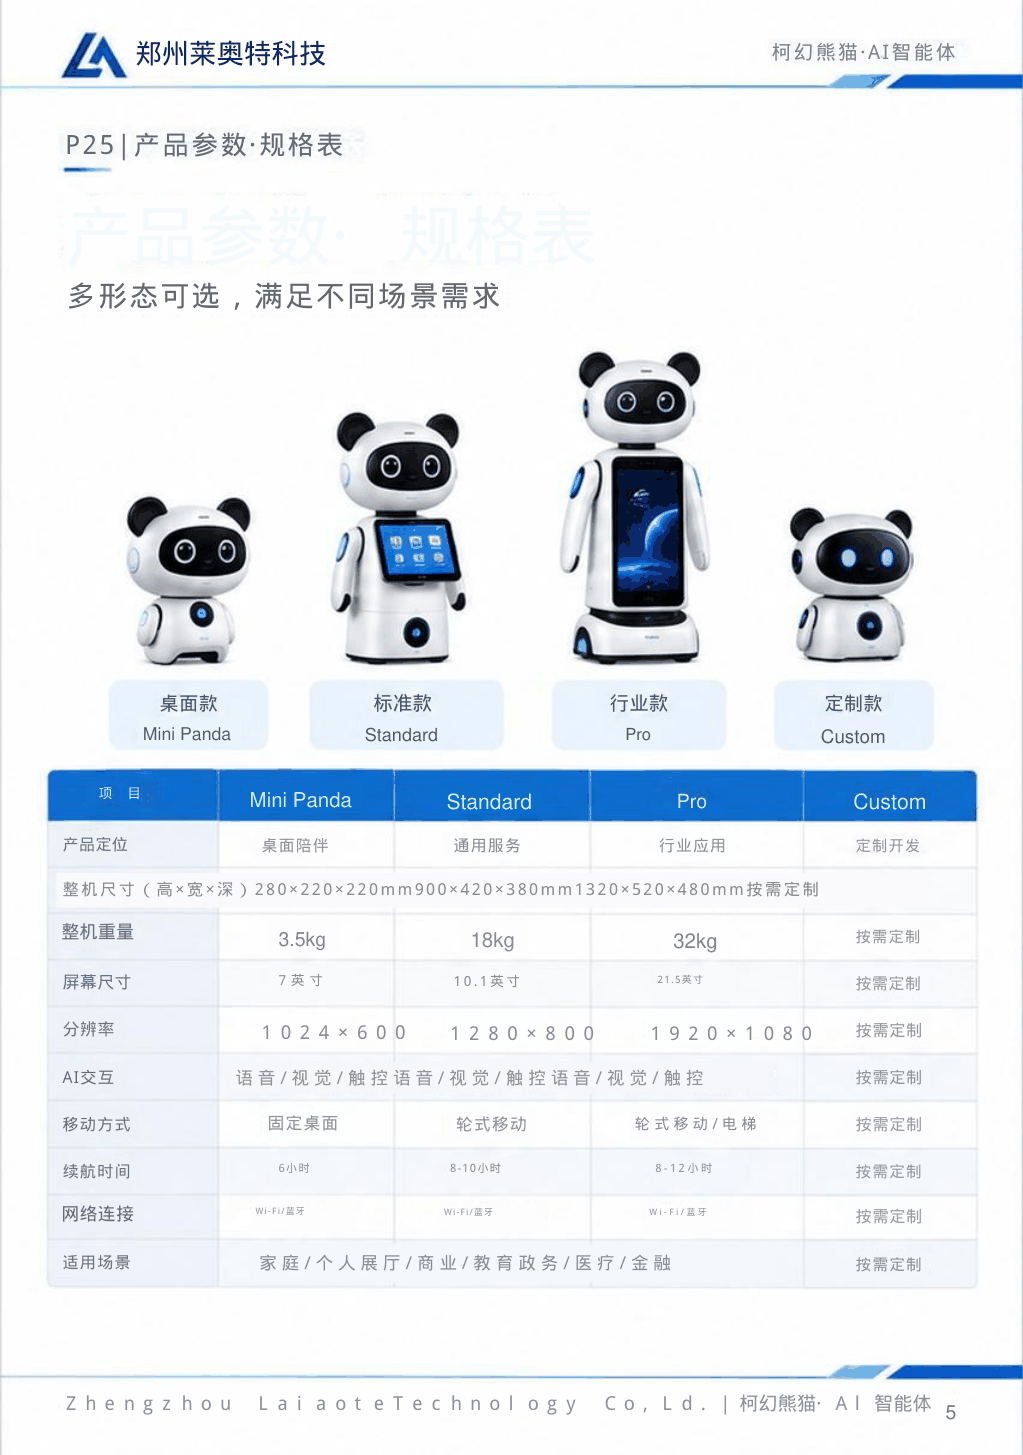 郑州莱奥特科技
柯幻熊猫·AI智能体
P25|产品参数·规格表
产品参数· 规格表
多形态可选，满足不同场景需求
桌面款 标准款 行业款 定制款
Mini Panda Standard Pro Custom
项 目 Mini Panda Standard Pro Custom
产品定位 桌面陪伴 通用服务 行业应用 定制开发
整机尺寸（高×宽×深）280×220×220mm900×420×380mm1320×520×480mm按需定制
整机重量 3.5kg 18kg 32kg 按需定制
屏幕尺寸 7英寸 10.1英寸 21.5英寸 按需定制
分辨率 1024×600 1280×800 1920×1080 按需定制
AI交互 语音/视觉/触控语音/视觉/触控语音/视觉/触控 按需定制
移动方式 固定桌面 轮式移动 轮式移动/电梯 按需定制
续航时间 6小时 8-10小时 8-12小时 按需定制
网络连接 Wi-Fi/蓝牙 Wi-Fi/蓝牙 Wi-Fi/蓝牙 按需定制
适用场景 家庭/个人展厅/商业/教育政务/医疗/金融 按需定制
Zhengzhou LaiaoteTechnology Co,Ld.|柯幻熊猫· Al 智能体 5